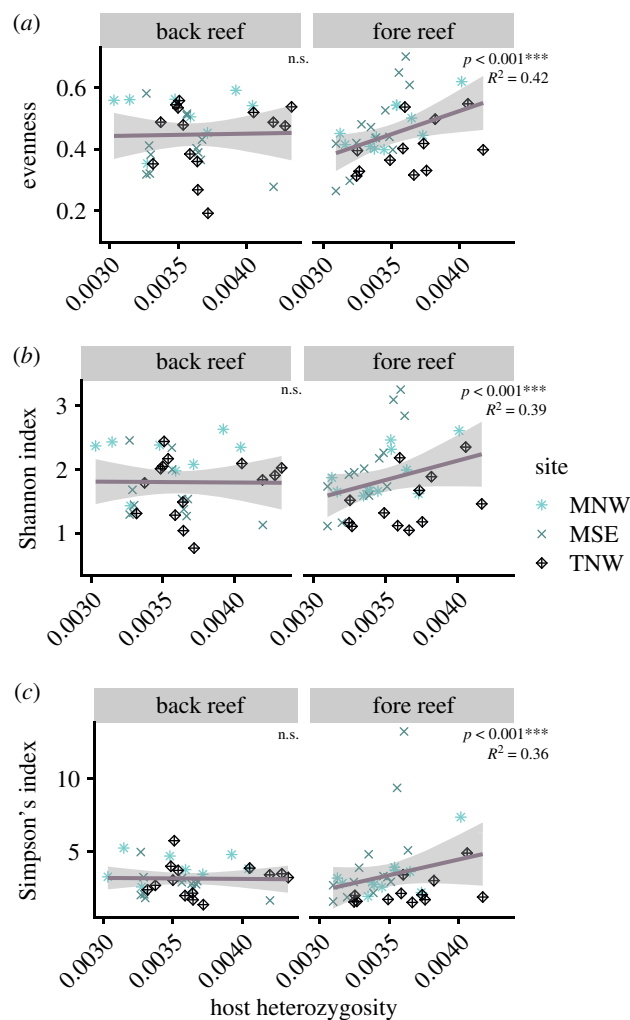 (a)
back reef
fore reef
n.s.
p < 0.001***
R² = 0.42
evenness
0.6
0.4
0.2
0.0030
0.0035
0.0040
0.0030
0.0035
0.0040
(b)
back reef
fore reef
n.s.
p < 0.001***
R² = 0.39
Shannon index
3
2
1
0.0030
0.0035
0.0040
0.0030
0.0035
0.0040
site
MNW
MSE
TNW
(c)
back reef
fore reef
n.s.
p < 0.001***
R² = 0.36
Simpson's index
10
5
0.0030
0.0035
0.0040
0.0030
0.0035
0.0040
host heterozygosity